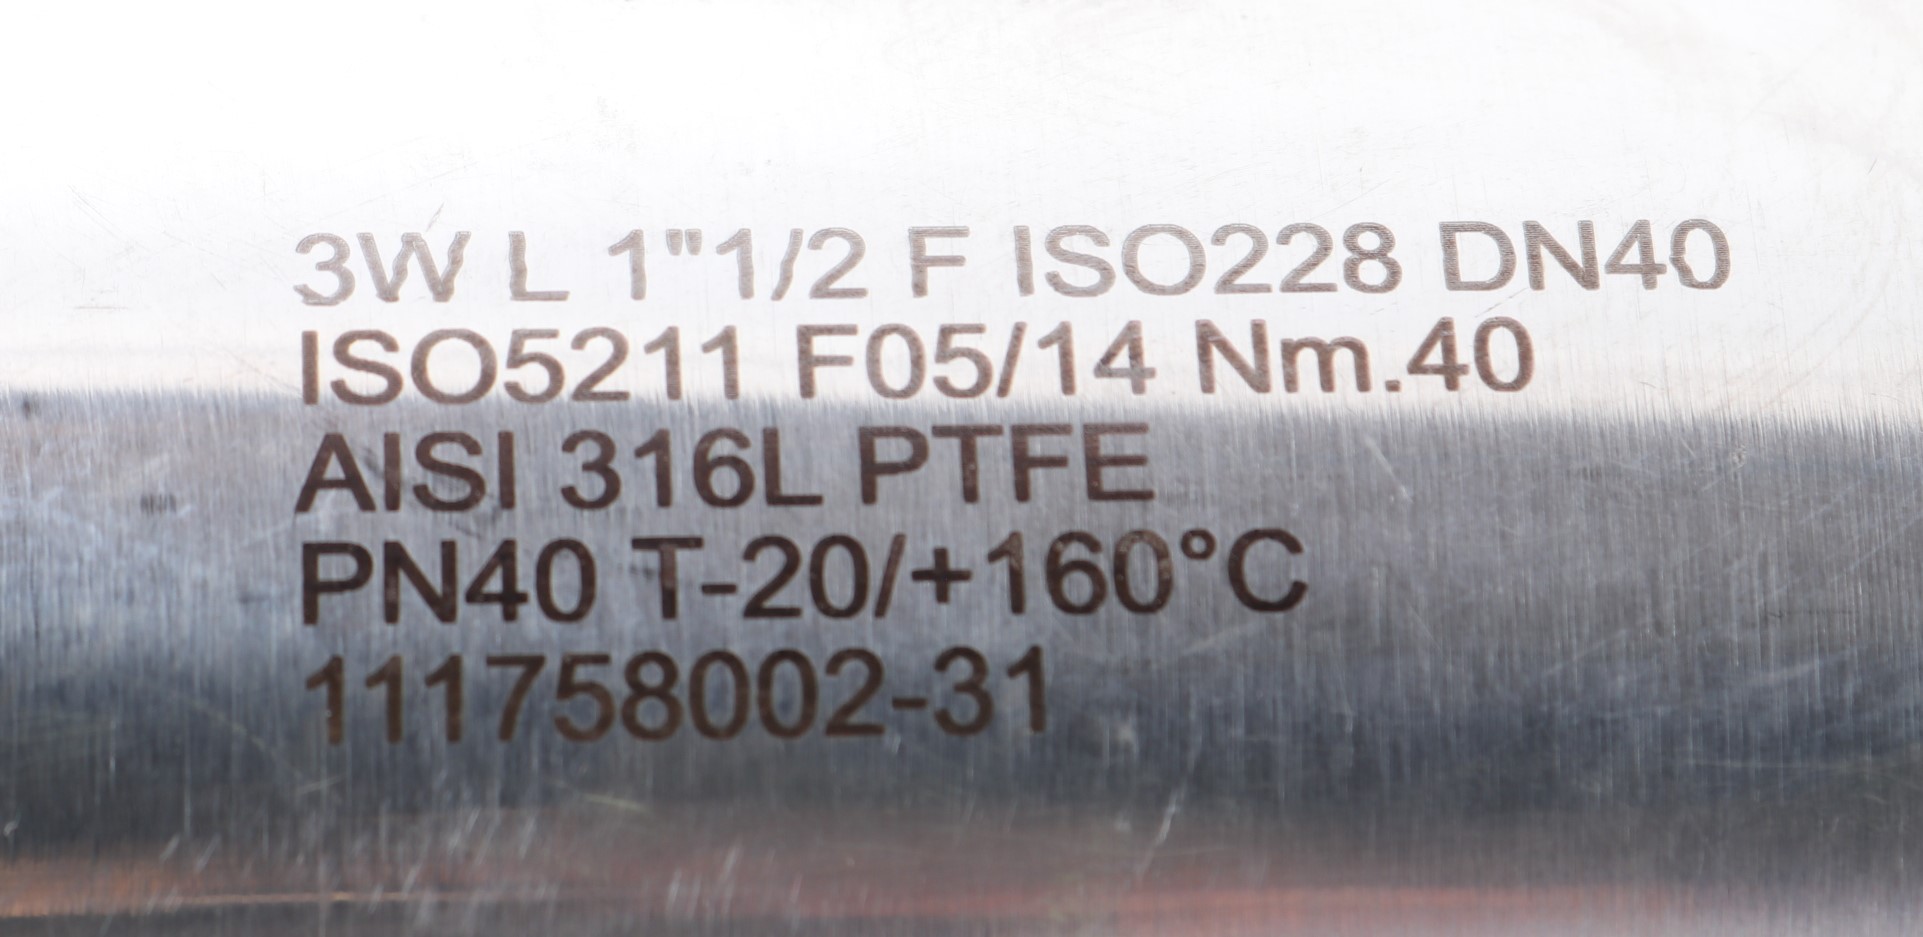 3W L 1"1/2 F ISO228 DN40
ISO5211 F05/14 Nm.40
AISI 316L PTFE
PN40 T-20/+160°C
111758002-31